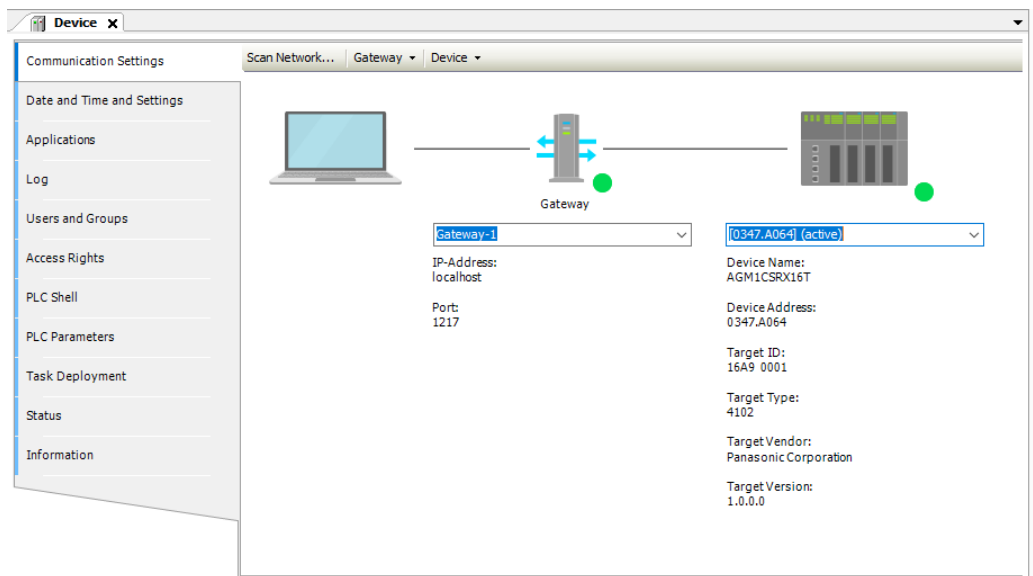 Device
Communication Settings
Scan Network... Gateway Device
Date and Time and Settings
Applications
Log
Users and Groups
Access Rights
PLC Shell
PLC Parameters
Task Deployment
Status
Information
Gateway
Gateway-1
IP-Address:
localhost
Port:
1217
[0347.A064] (active)
Device Name:
AGM1CSRX16T
Device Address:
0347.A064
Target ID:
16A9 0001
Target Type:
4102
Target Vendor:
Panasonic Corporation
Target Version:
1.0.0.0